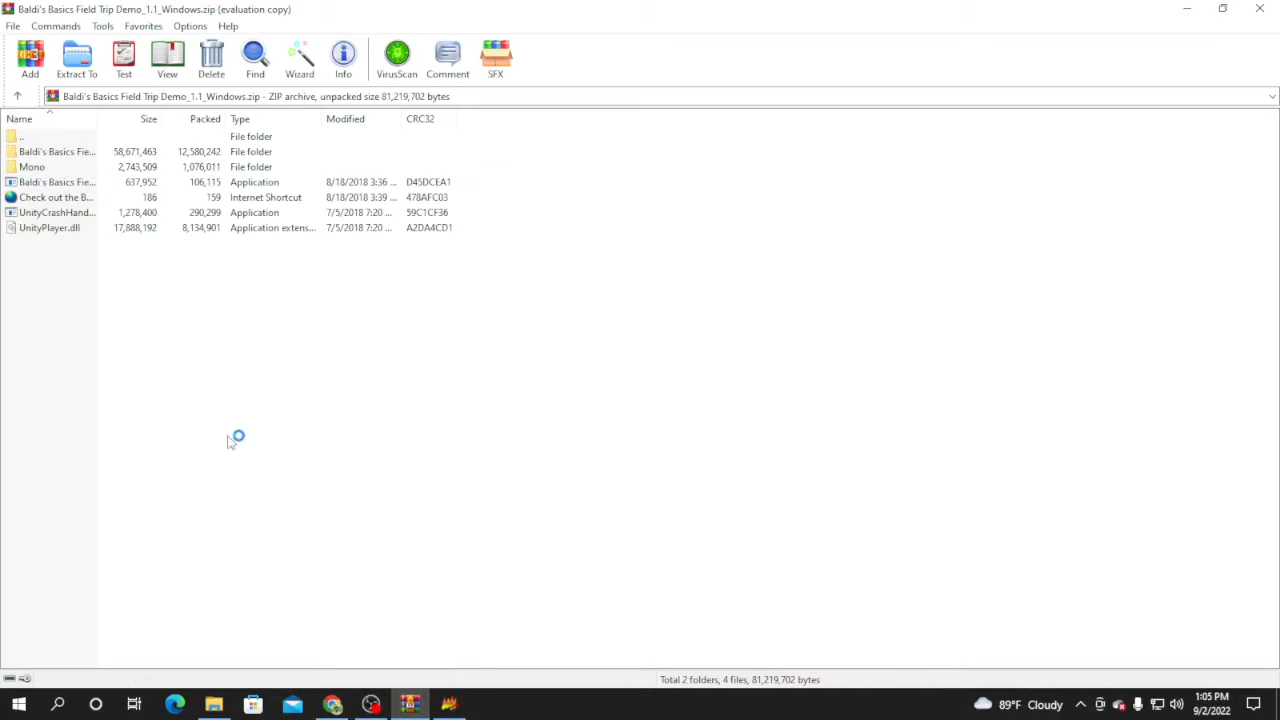 Baldi's Basics Field Trip Demo_1.1_Windows.zip (evaluation copy)
File Commands Tools Favorites Options Help
Add Extract To Test View Delete Find Wizard Info VirusScan Comment SFX
Baldi's Basics Field Trip Demo_1.1_Windows.zip - ZIP archive, unpacked size 81,219,702 bytes
Name Size Packed Type Modified CRC32
.. File folder
Baldi's Basics Fie... 58,671,463 12,580,242 File folder
Mono 2,743,509 1,076,011 File folder
Baldi's Basics Fie... 637,952 106,115 Application 8/18/2018 3:36 ... D45DCEA1
Check out the B... 186 159 Internet Shortcut 8/18/2018 3:39 ... 478AFC03
UnityCrashHand... 1,278,400 290,299 Application 7/5/2018 7:20 ... 59C1CF36
UnityPlayer.dll 17,888,192 8,134,901 Application extens... 7/5/2018 7:20 ... A2DA4CD1
Total 2 folders, 4 files, 81,219,702 bytes
89°F Cloudy
1:05 PM
9/2/2022